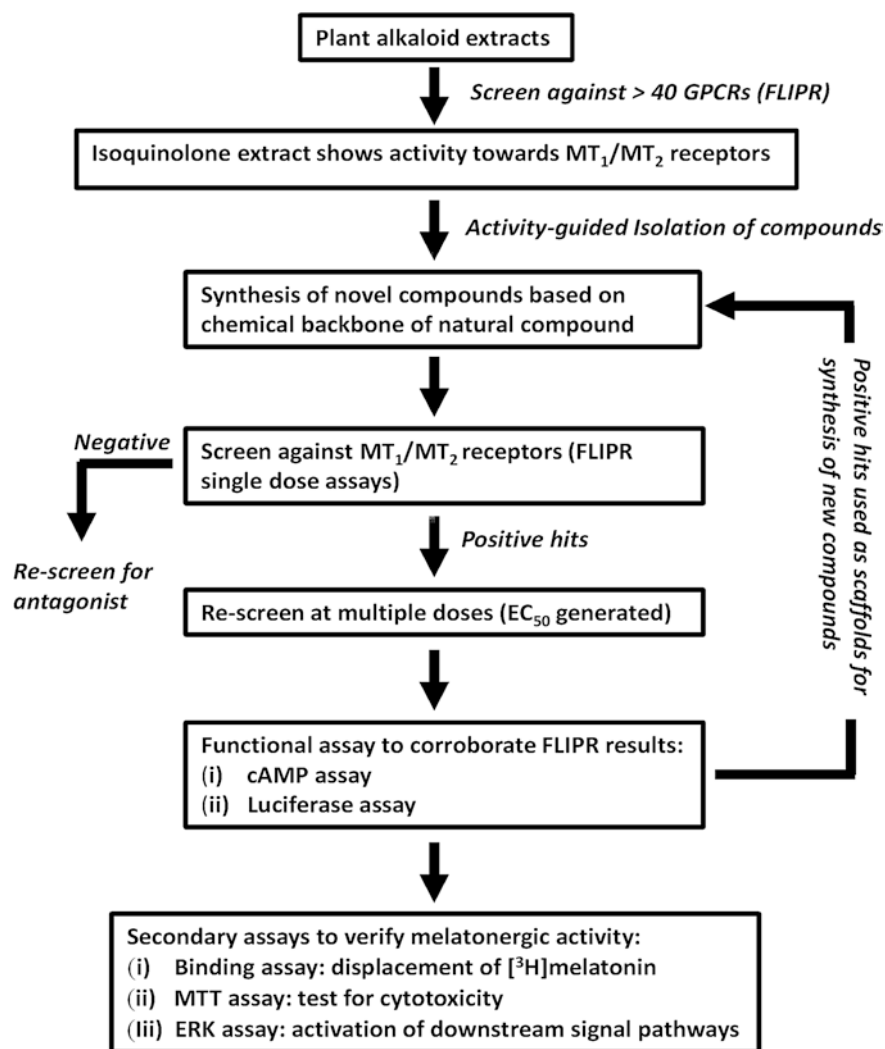 Plant alkaloid extracts
Screen against > 40 GPCRs (FLIPR)
Isoquinolone extract shows activity towards MT₁/MT₂ receptors
Activity-guided Isolation of compounds
Synthesis of novel compounds based on
chemical backbone of natural compound
Negative
Screen against MT₁/MT₂ receptors (FLIPR
single dose assays)
Re-screen for
antagonist
Positive hits
Re-screen at multiple doses (EC₅₀ generated)
Functional assay to corroborate FLIPR results:
(i) cAMP assay
(ii) Luciferase assay
Positive hits used as scaffolds for
synthesis of new compounds
Secondary assays to verify melatonergic activity:
(i) Binding assay: displacement of [³H]melatonin
(ii) MTT assay: test for cytotoxicity
(Iii) ERK assay: activation of downstream signal pathways